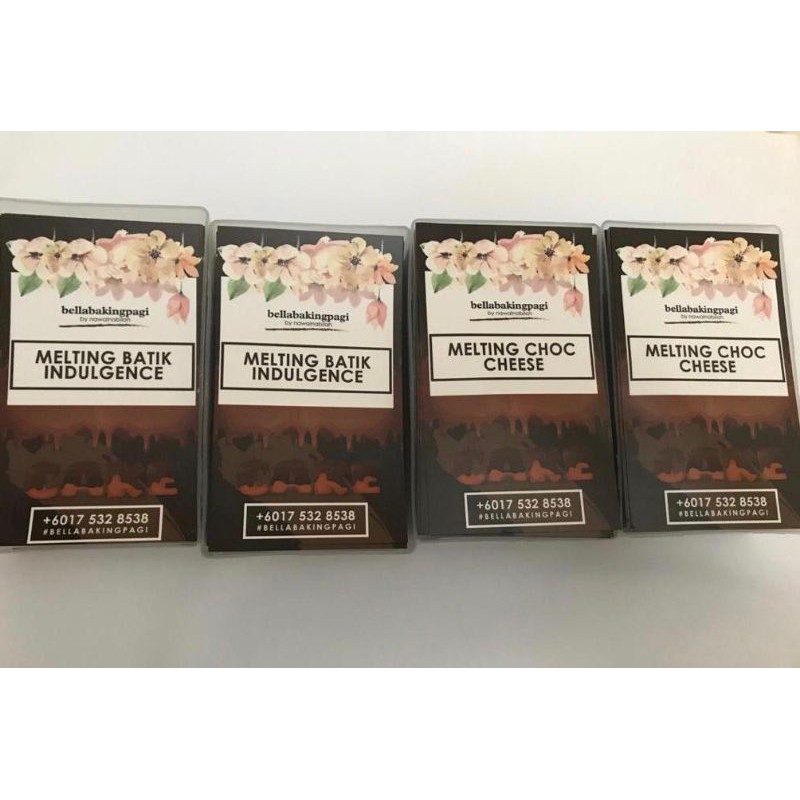 bellabakingpagi
by nawalnabilah
MELTING BATIK
INDULGENCE
+6017 532 8538
#BELLABAKINGPAGI
bellabakingpagi
by nawalnabilah
MELTING BATIK
INDULGENCE
+6017 532 8538
#BELLABAKINGPAGI
bellabakingpagi
by nawalnabilah
MELTING CHOC
CHEESE
+6017 532 8538
#BELLABAKINGPAGI
bellabakingpagi
by nawalnabilah
MELTING CHOC
CHEESE
+6017 532 8538
#BELLABAKINGPAGI